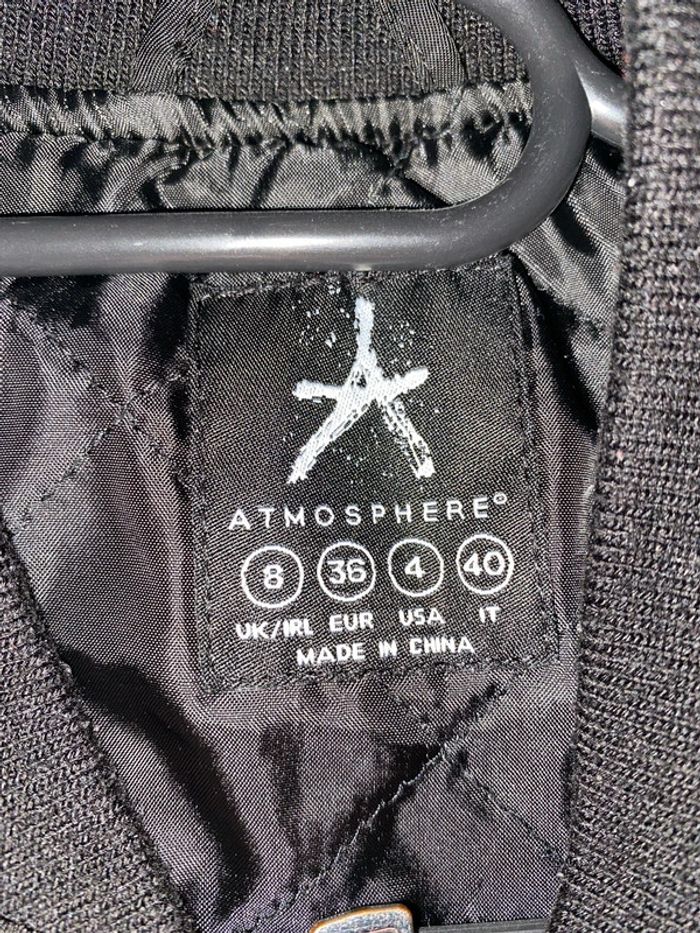 ATMOSPHERE®
8 36 4 40
UK/IRL EUR USA IT
MADE IN CHINA